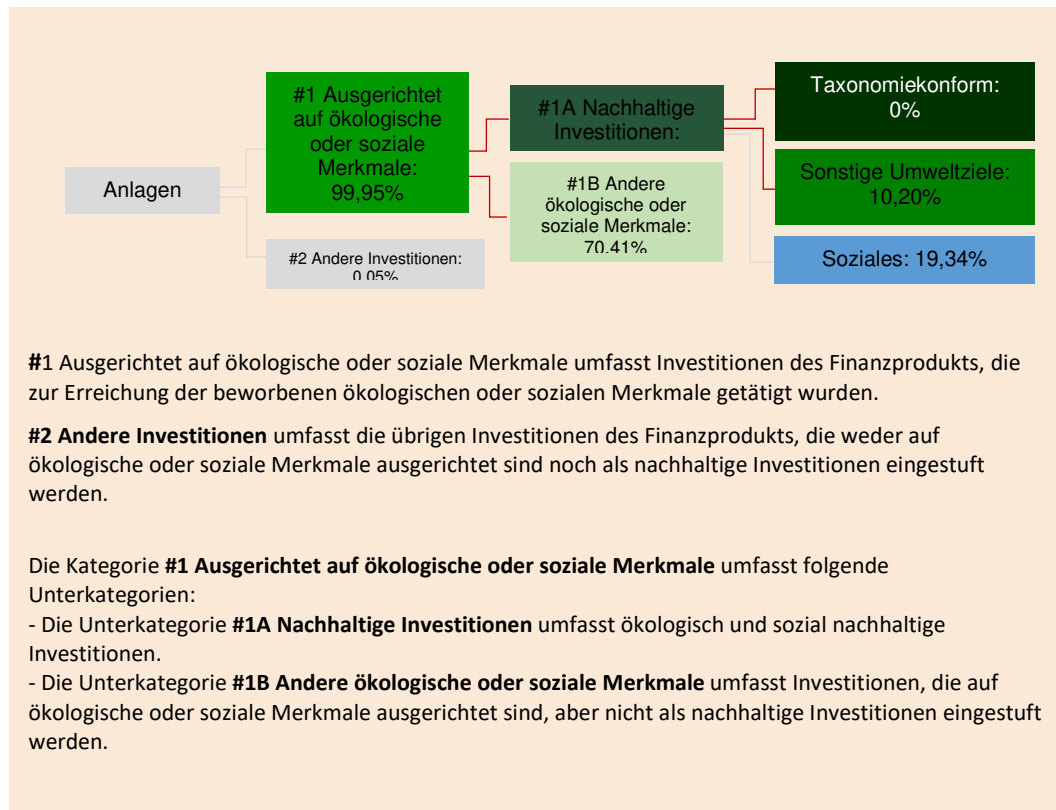 Anlagen
#1 Ausgerichtet
auf ökologische
oder soziale
Merkmale:
99,95%
#2 Andere Investitionen:
0,05%
#1A Nachhaltige
Investitionen:
#1B Andere
ökologische oder
soziale Merkmale:
70,41%
Taxonomiekonform:
0%
Sonstige Umweltziele:
10,20%
Soziales: 19,34%
#1 Ausgerichtet auf ökologische oder soziale Merkmale umfasst Investitionen des Finanzprodukts, die
zur Erreichung der beworbenen ökologischen oder sozialen Merkmale getätigt wurden.
#2 Andere Investitionen umfasst die übrigen Investitionen des Finanzprodukts, die weder auf
ökologische oder soziale Merkmale ausgerichtet sind noch als nachhaltige Investitionen eingestuft
werden.
Die Kategorie #1 Ausgerichtet auf ökologische oder soziale Merkmale umfasst folgende
Unterkategorien:
- Die Unterkategorie #1A Nachhaltige Investitionen umfasst ökologisch und sozial nachhaltige
Investitionen.
- Die Unterkategorie #1B Andere ökologische oder soziale Merkmale umfasst Investitionen, die auf
ökologische oder soziale Merkmale ausgerichtet sind, aber nicht als nachhaltige Investitionen eingestuft
werden.